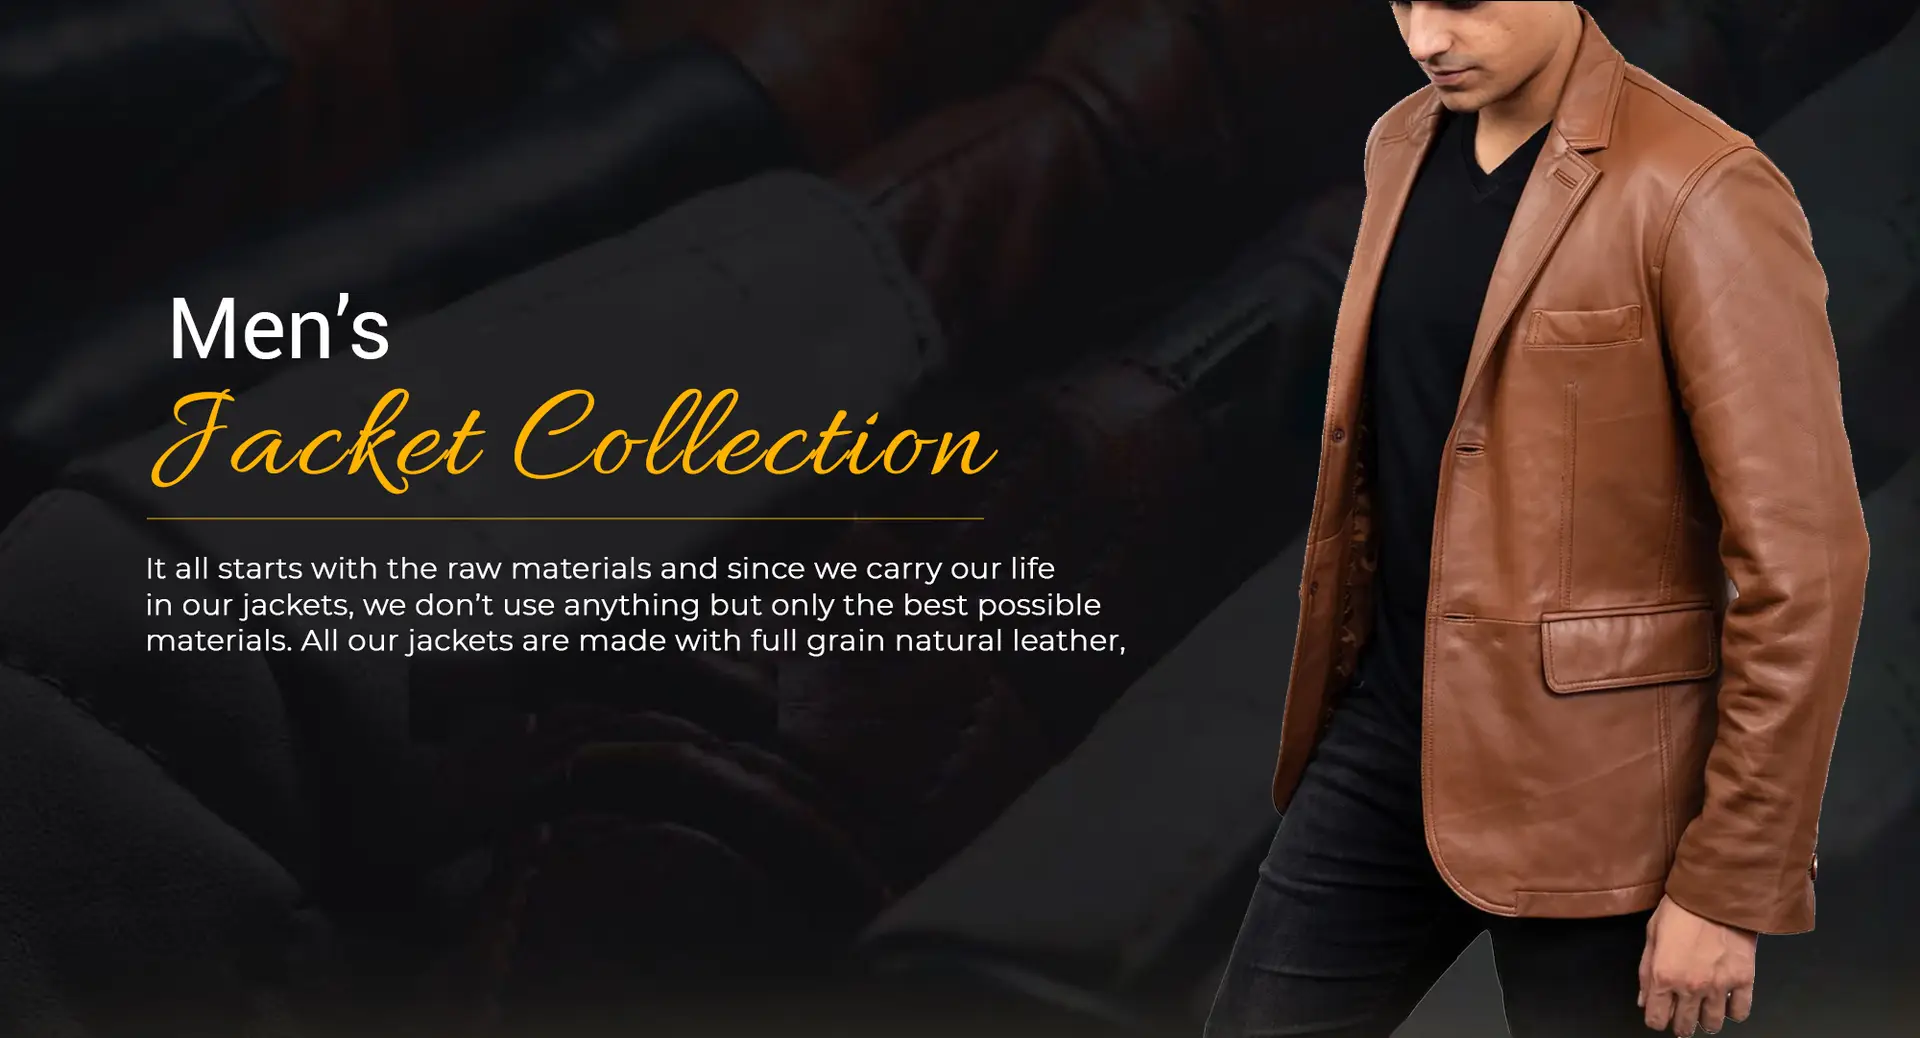 Men's
Jacket Collection
It all starts with the raw materials and since we carry our life
in our jackets, we don't use anything but only the best possible
materials. All our jackets are made with full grain natural leather,